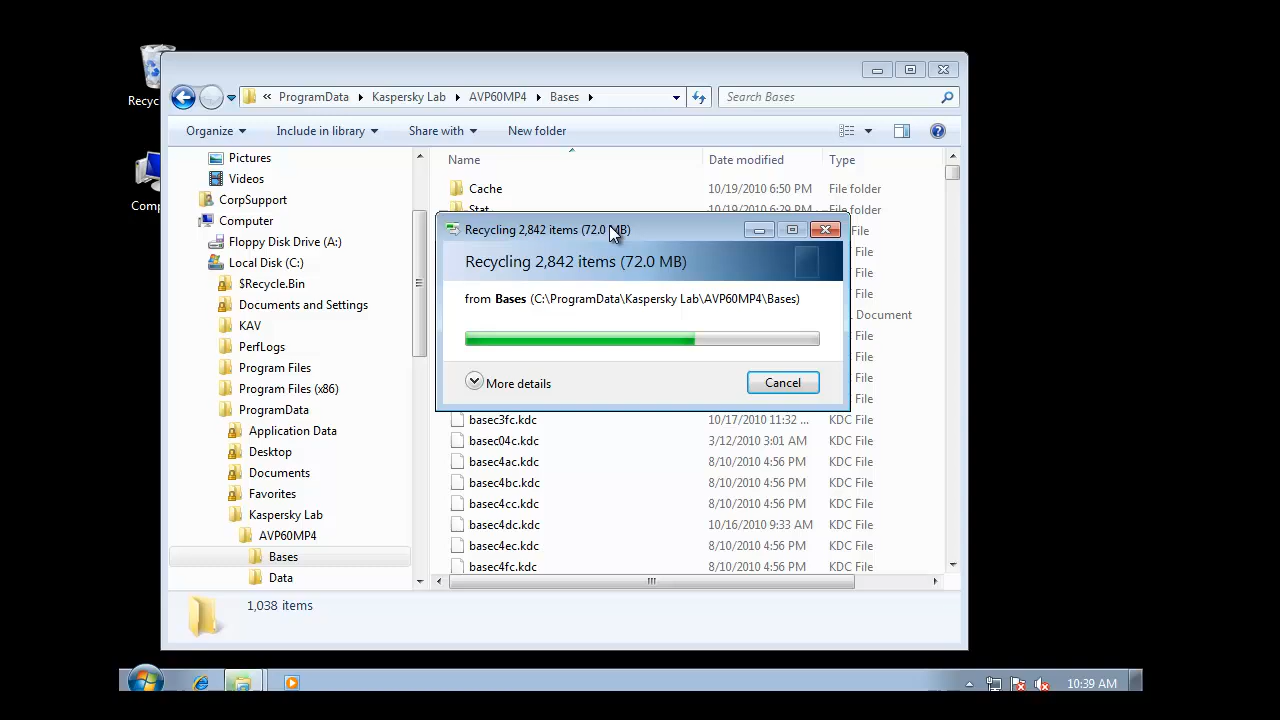 Recyc
Comp
« ProgramData Kaspersky Lab AVP60MP4 Bases
Search Bases
Organize Include in library Share with New folder
Pictures
Videos
CorpSupport
Computer
Floppy Disk Drive (A:)
Local Disk (C:)
$Recycle.Bin
Documents and Settings
KAV
PerfLogs
Program Files
Program Files (x86)
ProgramData
Application Data
Desktop
Documents
Favorites
Kaspersky Lab
AVP60MP4
Bases
Data
Name Date modified Type
Cache 10/19/2010 6:50 PM File folder
Stat 10/19/2010 6:29 PM File folder
File
File
File
Document
File
File
File
File
Recycling 2,842 items (72.0 MB)
Recycling 2,842 items (72.0 MB)
from Bases (C:\ProgramData\Kaspersky Lab\AVP60MP4\Bases)
More details
Cancel
basec3fc.kdc 10/17/2010 11:32 ... KDC File
basec04c.kdc 3/12/2010 3:01 AM KDC File
basec4ac.kdc 8/10/2010 4:56 PM KDC File
basec4bc.kdc 8/10/2010 4:56 PM KDC File
basec4cc.kdc 8/10/2010 4:56 PM KDC File
basec4dc.kdc 10/16/2010 9:33 AM KDC File
basec4ec.kdc 8/10/2010 4:56 PM KDC File
basec4fc.kdc 8/10/2010 4:56 PM KDC File
1,038 items
10:39 AM